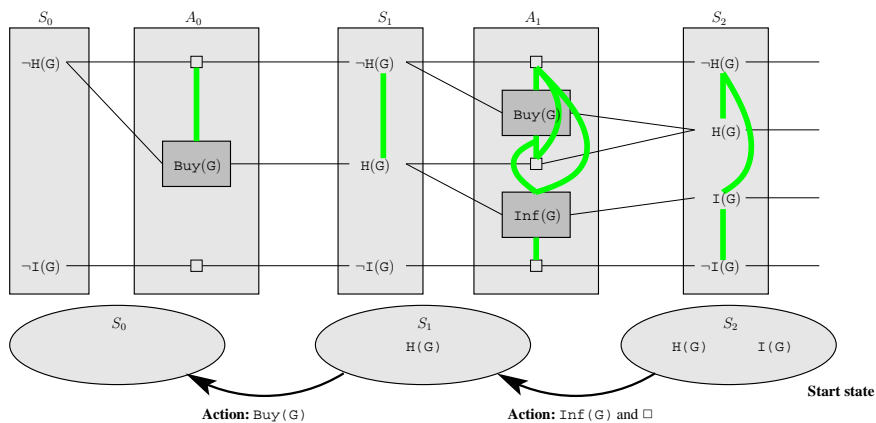 S₀ A₀ S₁ A₁ S₂
¬H(G) ¬H(G) ¬H(G)
Buy(G)
H(G)
Buy(G) H(G)
I(G)
Inf(G)
¬I(G) ¬I(G) ¬I(G)
S₀ S₁ S₂
H(G) H(G) I(G)
Start state
Action: Buy(G) Action: Inf(G) and □